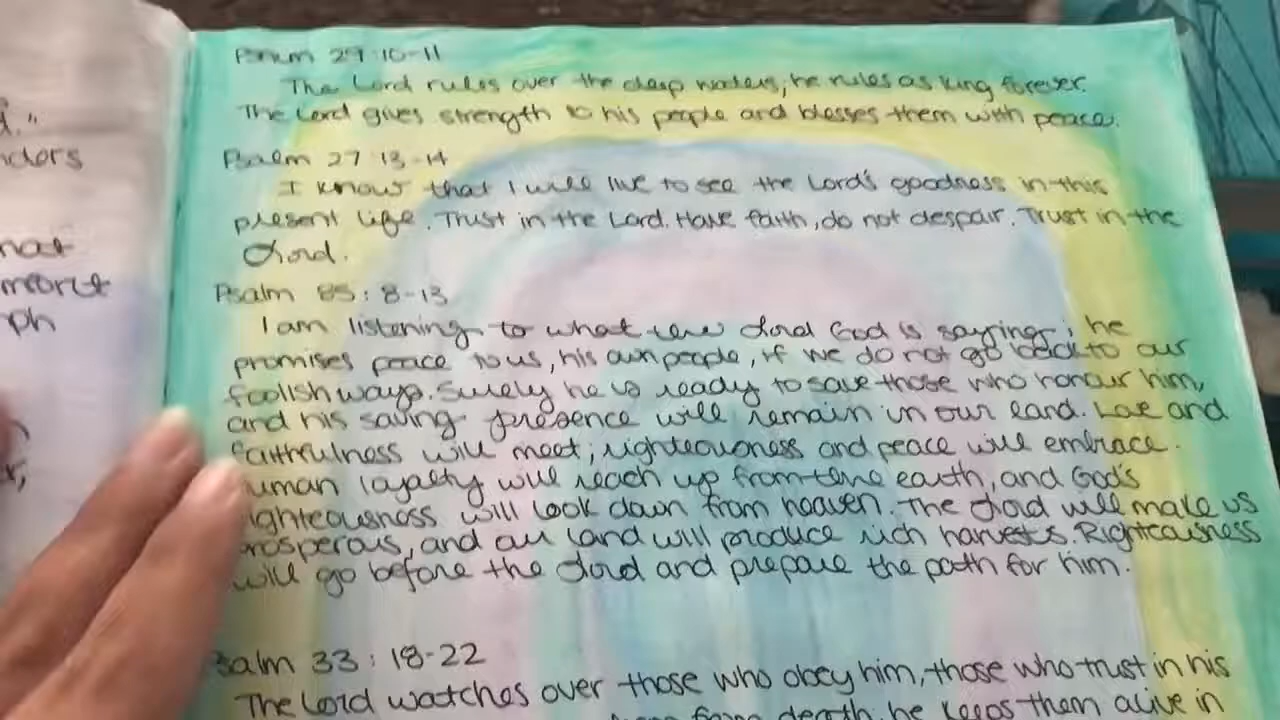 d."
nders
hat
ph
Psalm 29:10-11
The Lord rules over the deep waters; he rules as king forever.
The Lord gives strength to his people and blesses them with peace.
Psalm 27:13-14
I know that I will live to see the Lord's goodness in this
present life. Trust in the Lord. Have faith, do not despair. Trust in the
Lord.
Psalm 85:8-13
I am listening to what the Lord God is saying; he
promises peace to us, his own people, if we do not go back to our
foolish ways. Surely he is ready to save those who honour him,
and his saving presence will remain in our land. Love and
faithfulness will meet; righteousness and peace will embrace.
uman loyalty will reach up from the earth, and God's
ighteousness will look down from heaven. The Lord will make us
prosperous, and our land will produce rich harvests. Righteousness
will go before the Lord and prepare the path for him.
salm 33:18-22
The Lord watches over those who obey him, those who trust in his
from death; he keeps them alive in